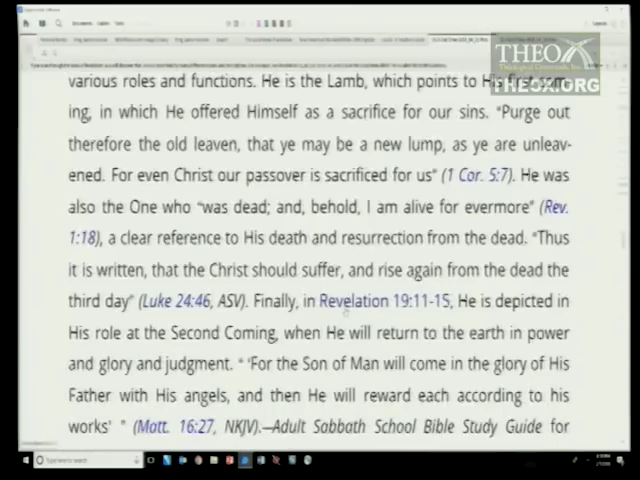 THEOX
THEOX.ORG
various roles and functions. He is the Lamb, which points to His first com-
ing, in which He offered Himself as a sacrifice for our sins. "Purge out
therefore the old leaven, that ye may be a new lump, as ye are unleav-
ened. For even Christ our passover is sacrificed for us" (1 Cor. 5:7). He was
also the One who "was dead; and, behold, I am alive for evermore" (Rev.
1:18), a clear reference to His death and resurrection from the dead. "Thus
it is written, that the Christ should suffer, and rise again from the dead the
third day" (Luke 24:46, ASV). Finally, in Revelation 19:11-15, He is depicted in
His role at the Second Coming, when He will return to the earth in power
and glory and judgment. " 'For the Son of Man will come in the glory of His
Father with His angels, and then He will reward each according to his
works' " (Matt. 16:27, NKJV).—Adult Sabbath School Bible Study Guide for